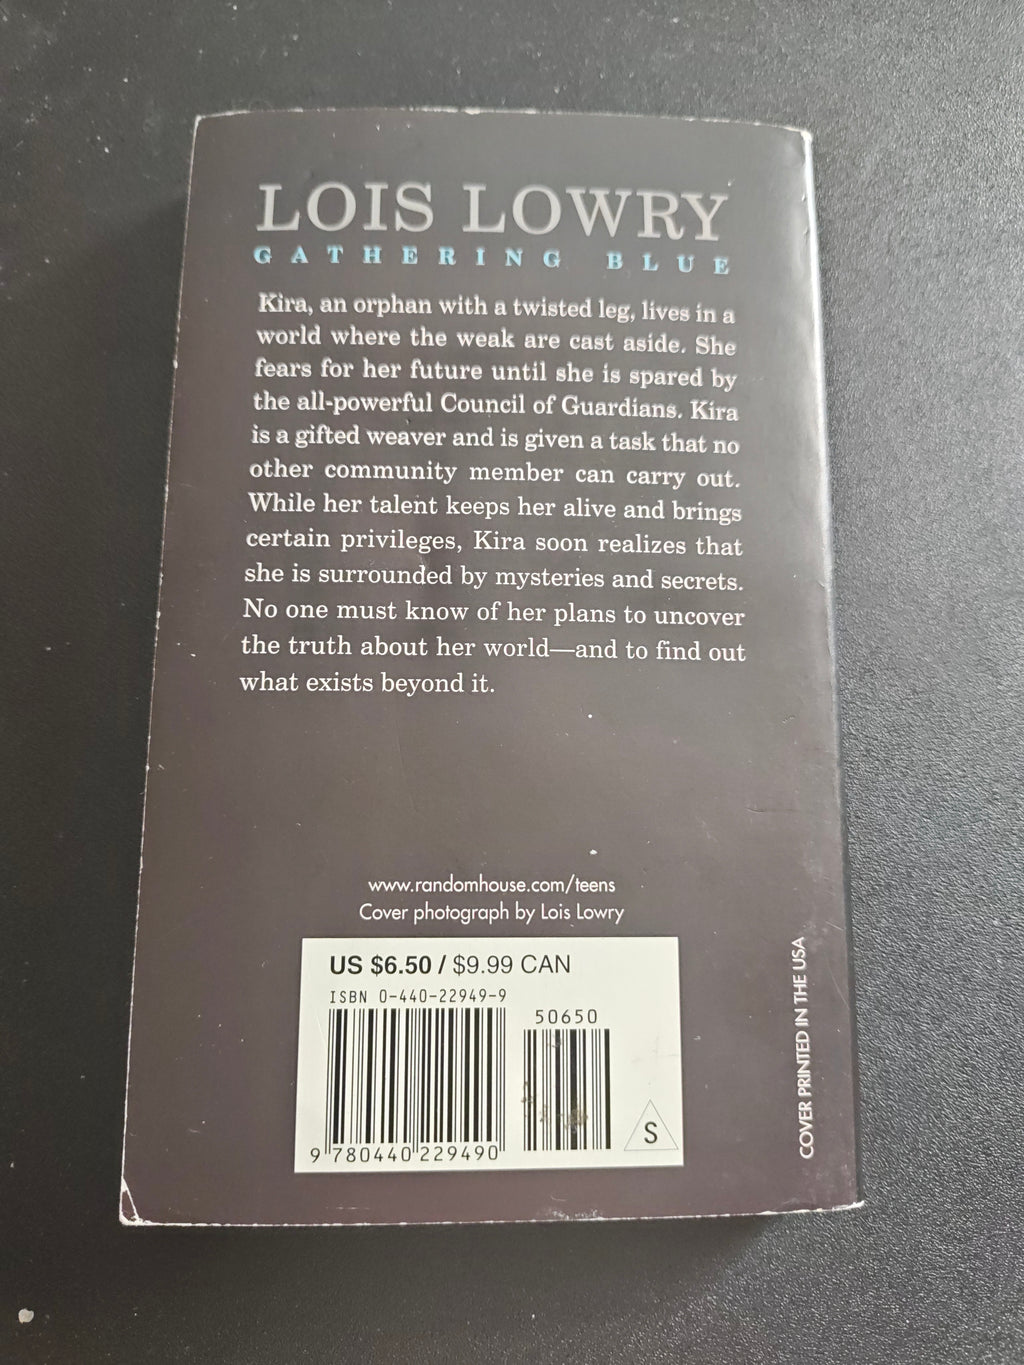 LOIS LOWRY
GATHERING BLUE
Kira, an orphan with a twisted leg, lives in a
world where the weak are cast aside. She
fears for her future until she is spared by
the all-powerful Council of Guardians. Kira
is a gifted weaver and is given a task that no
other community member can carry out.
While her talent keeps her alive and brings
certain privileges, Kira soon realizes that
she is surrounded by mysteries and secrets.
No one must know of her plans to uncover
the truth about her world—and to find out
what exists beyond it.
www.randomhouse.com/teens
Cover photograph by Lois Lowry
US $6.50 / $9.99 CAN
ISBN 0-440-22949-9
50650
9 780440 229490
S
COVER PRINTED IN THE USA